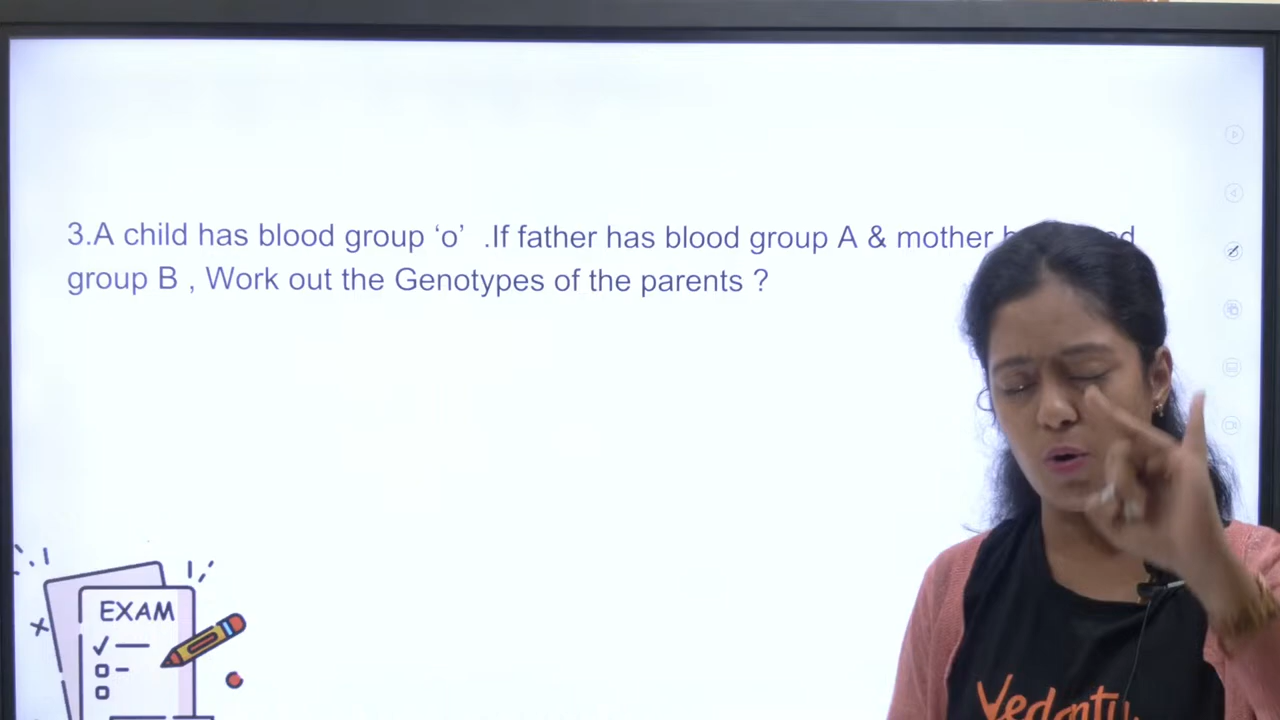 3.A child has blood group ‘o’ .If father has blood group A & mother
group B , Work out the Genotypes of the parents ?
EXAM